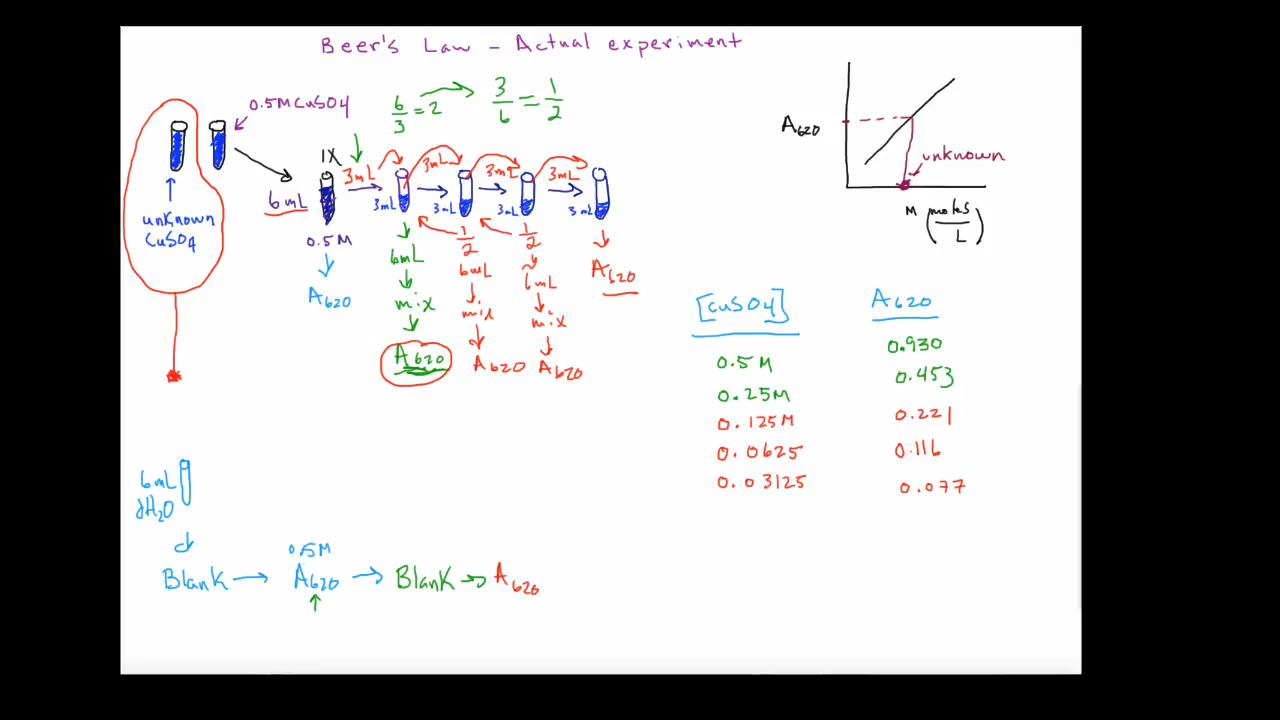 Beer's Law - Actual experiment
0.5M CuSO4
6/3 = 2
3/6 = 1/2
1X
3mL
3mL
3mL
3mL
6mL
3mL
3mL
3mL
3mL
unknown
CuSO4
0.5M
A620
1/2
1/2
6mL
6mL
6mL
mix
mix
mix
A620
A620
A620
A620
A620
unknown
M (moles/L)
[CuSO4]
A620
0.5M
0.930
0.25M
0.453
0.125M
0.221
0.0625
0.116
0.03125
0.077
6mL
dH2O
0.5M
Blank → A620 → Blank → A620